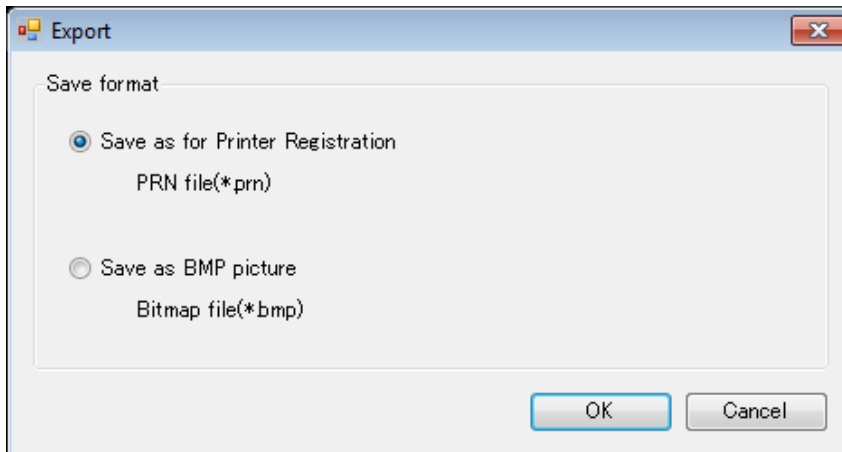 Export
Save format
Save as for Printer Registration
PRN file(*.prn)
Save as BMP picture
Bitmap file(*.bmp)
OK
Cancel